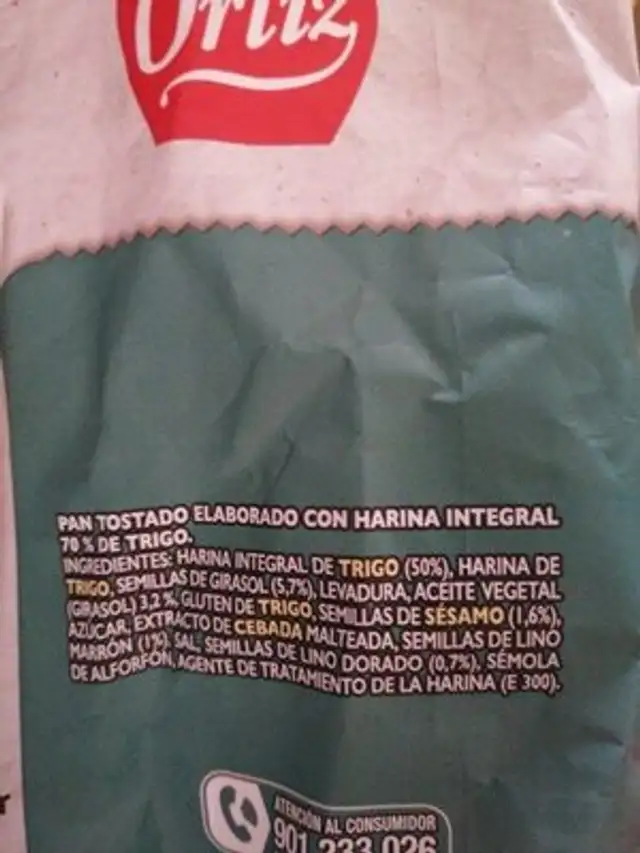 Ortiz
PAN TOSTADO ELABORADO CON HARINA INTEGRAL
70 % DE TRIGO.
INGREDIENTES: HARINA INTEGRAL DE TRIGO (50%), HARINA DE
TRIGO, SEMILLAS DE GIRASOL (5,7%), LEVADURA, ACEITE VEGETAL
(GIRASOL) 3,2 %, GLUTEN DE TRIGO, SEMILLAS DE SÉSAMO (1,6%),
AZÚCAR, EXTRACTO DE CEBADA MALTEADA, SEMILLAS DE LINO
MARRÓN (1%), SAL, SEMILLAS DE LINO DORADO (0,7%), SÉMOLA
DE ALFORFÓN, AGENTE DE TRATAMIENTO DE LA HARINA (E 300).
r
ATENCIÓN AL CONSUMIDOR
901 233 026